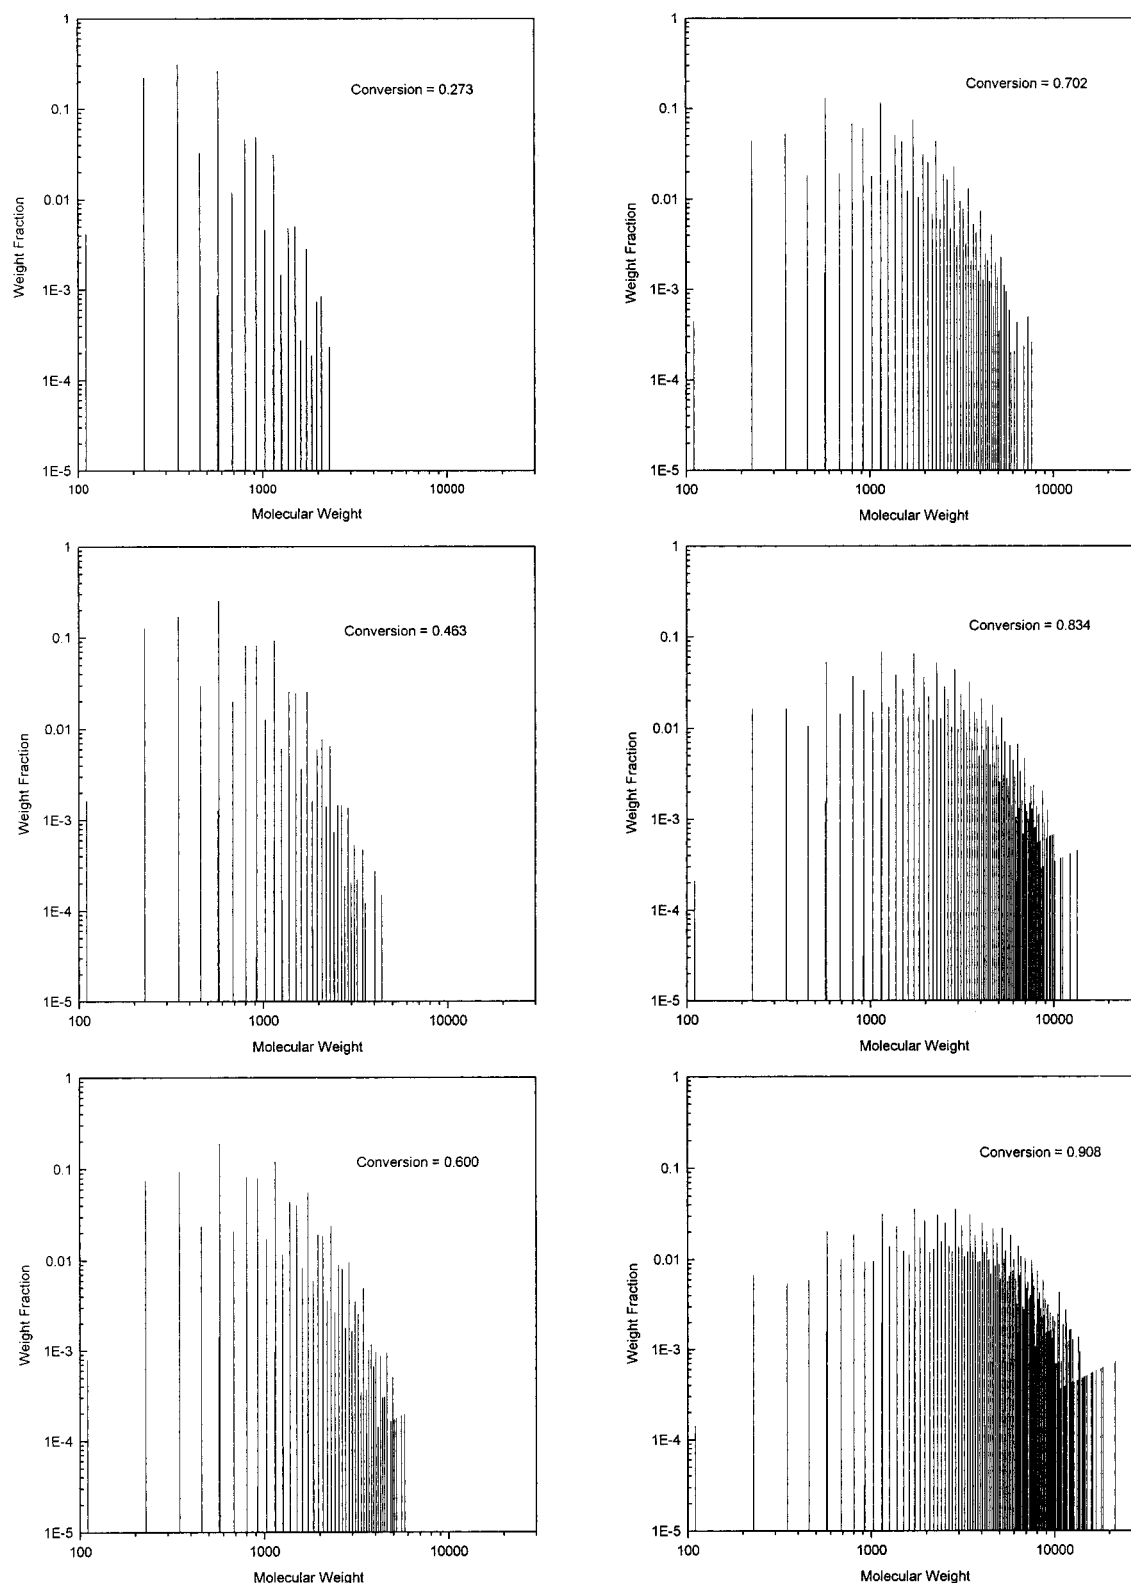 1
0.1
0.01
1E-3
1E-4
1E-5
Weight Fraction
Conversion = 0.273
100
1000
10000
Molecular Weight
1
0.1
0.01
1E-3
1E-4
1E-5
Weight Fraction
Conversion = 0.702
100
1000
10000
Molecular Weight
1
0.1
0.01
1E-3
1E-4
1E-5
Weight Fraction
Conversion = 0.463
100
1000
10000
Molecular Weight
1
0.1
0.01
1E-3
1E-4
1E-5
Weight Fraction
Conversion = 0.834
100
1000
10000
Molecular Weight
1
0.1
0.01
1E-3
1E-4
1E-5
Weight Fraction
Conversion = 0.600
100
1000
10000
Molecular Weight
1
0.1
0.01
1E-3
1E-4
1E-5
Weight Fraction
Conversion = 0.908
100
1000
10000
Molecular Weight